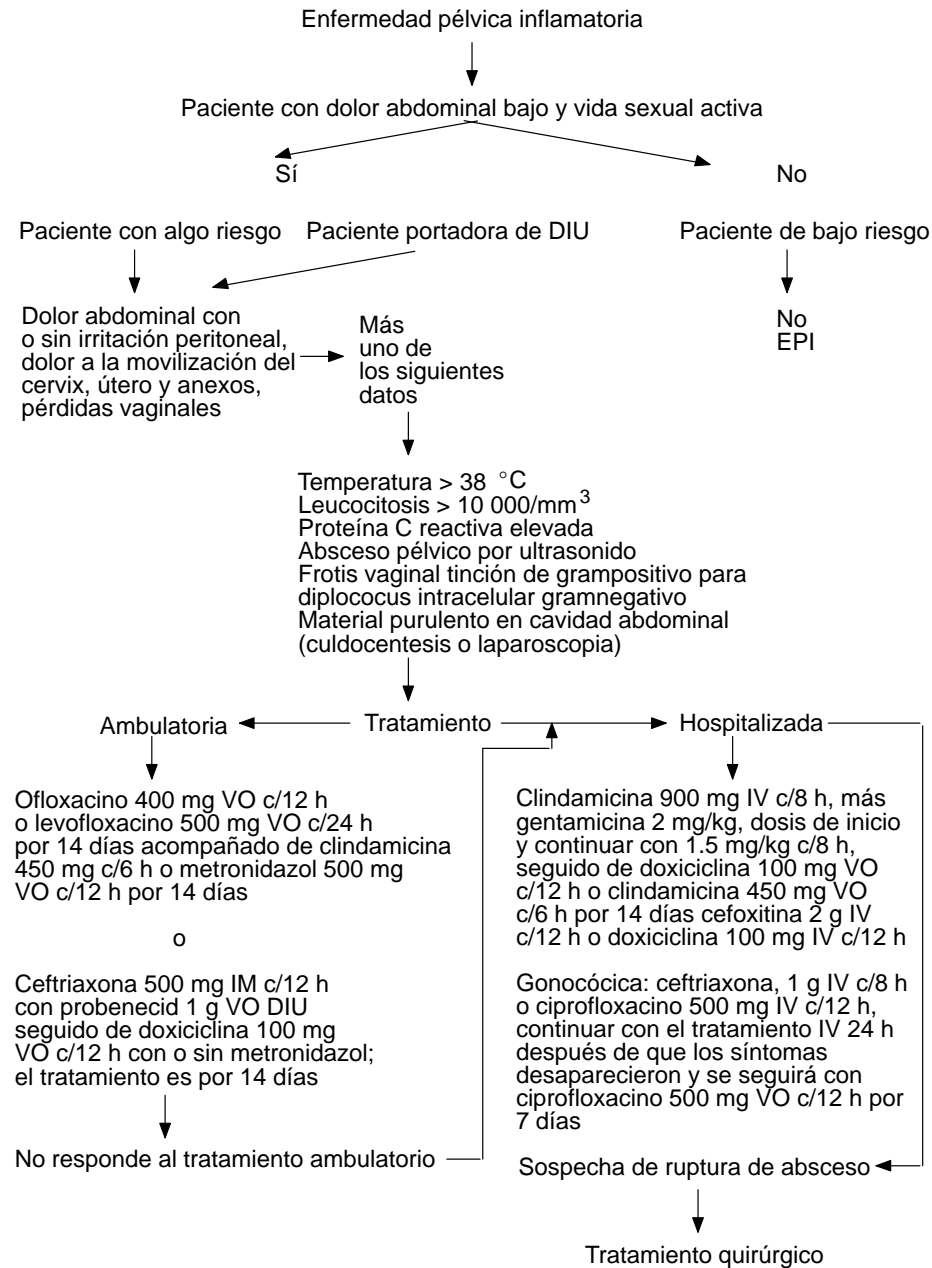 Enfermedad pélvica inflamatoria
Paciente con dolor abdominal bajo y vida sexual activa
Sí
No
Paciente con algo riesgo
Paciente portadora de DIU
Paciente de bajo riesgo
Dolor abdominal con
o sin irritación peritoneal,
dolor a la movilización del
cervix, útero y anexos,
pérdidas vaginales
Más
uno de
los siguientes
datos
No
EPI
Temperatura > 38 °C
Leucocitosis > 10 000/mm3
Proteína C reactiva elevada
Absceso pélvico por ultrasonido
Frotis vaginal tinción de grampositivo para
diplococus intracelular gramnegativo
Material purulento en cavidad abdominal
(culdocentesis o laparoscopia)
Ambulatoria
Tratamiento
Hospitalizada
Ofloxacino 400 mg VO c/12 h
o levofloxacino 500 mg VO c/24 h
por 14 días acompañado de clindamicina
450 mg c/6 h o metronidazol 500 mg
VO c/12 h por 14 días
o
Ceftriaxona 500 mg IM c/12 h
con probenecid 1 g VO DIU
seguido de doxiciclina 100 mg
VO c/12 h con o sin metronidazol;
el tratamiento es por 14 días
No responde al tratamiento ambulatorio
Clindamicina 900 mg IV c/8 h, más
gentamicina 2 mg/kg, dosis de inicio
y continuar con 1.5 mg/kg c/8 h,
seguido de doxiciclina 100 mg VO
c/12 h o clindamicina 450 mg VO
c/6 h por 14 días cefoxitina 2 g IV
c/12 h o doxiciclina 100 mg IV c/12 h
Gonocócica: ceftriaxona, 1 g IV c/8 h
o ciprofloxacino 500 mg IV c/12 h,
continuar con el tratamiento IV 24 h
después de que los síntomas
desaparecieron y se seguirá con
ciprofloxacino 500 mg VO c/12 h por
7 días
Sospecha de ruptura de absceso
Tratamiento quirúrgico